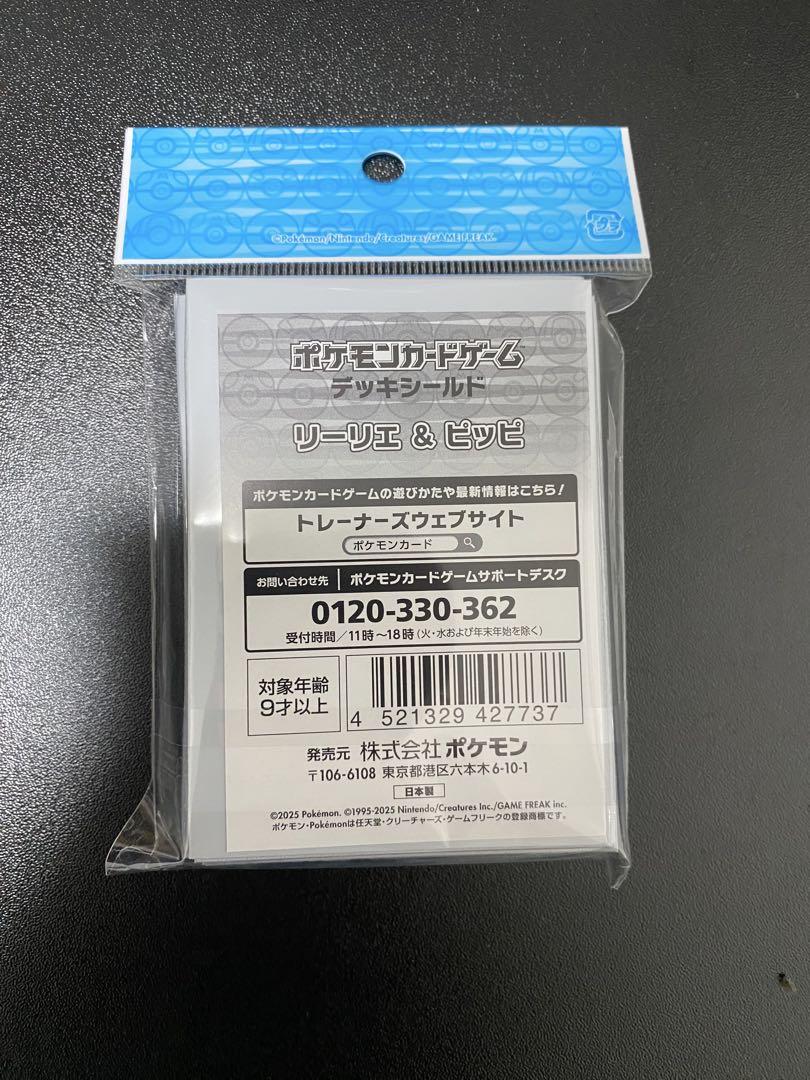 ©Pokémon/Nintendo/Creatures/GAME FREAK
プラ
ポケモンカードゲーム™
デッキシールド
リーリエ & ピッピ
ポケモンカードゲームの遊びかたや最新情報はこちら!
トレーナーズウェブサイト
ポケモンカード
お問い合わせ先 ポケモンカードゲームサポートデスク
0120-330-362
受付時間/11時~18時(火・水および年末年始を除く)
対象年齢
9才以上
4 521329 427737
発売元 株式会社ポケモン
〒106-6108 東京都港区六本木6-10-1
日本製
©2025 Pokémon. ©1995-2025 Nintendo/Creatures Inc./GAME FREAK inc.
ポケモン・Pokémonは任天堂・クリーチャーズ・ゲームフリークの登録商標です。